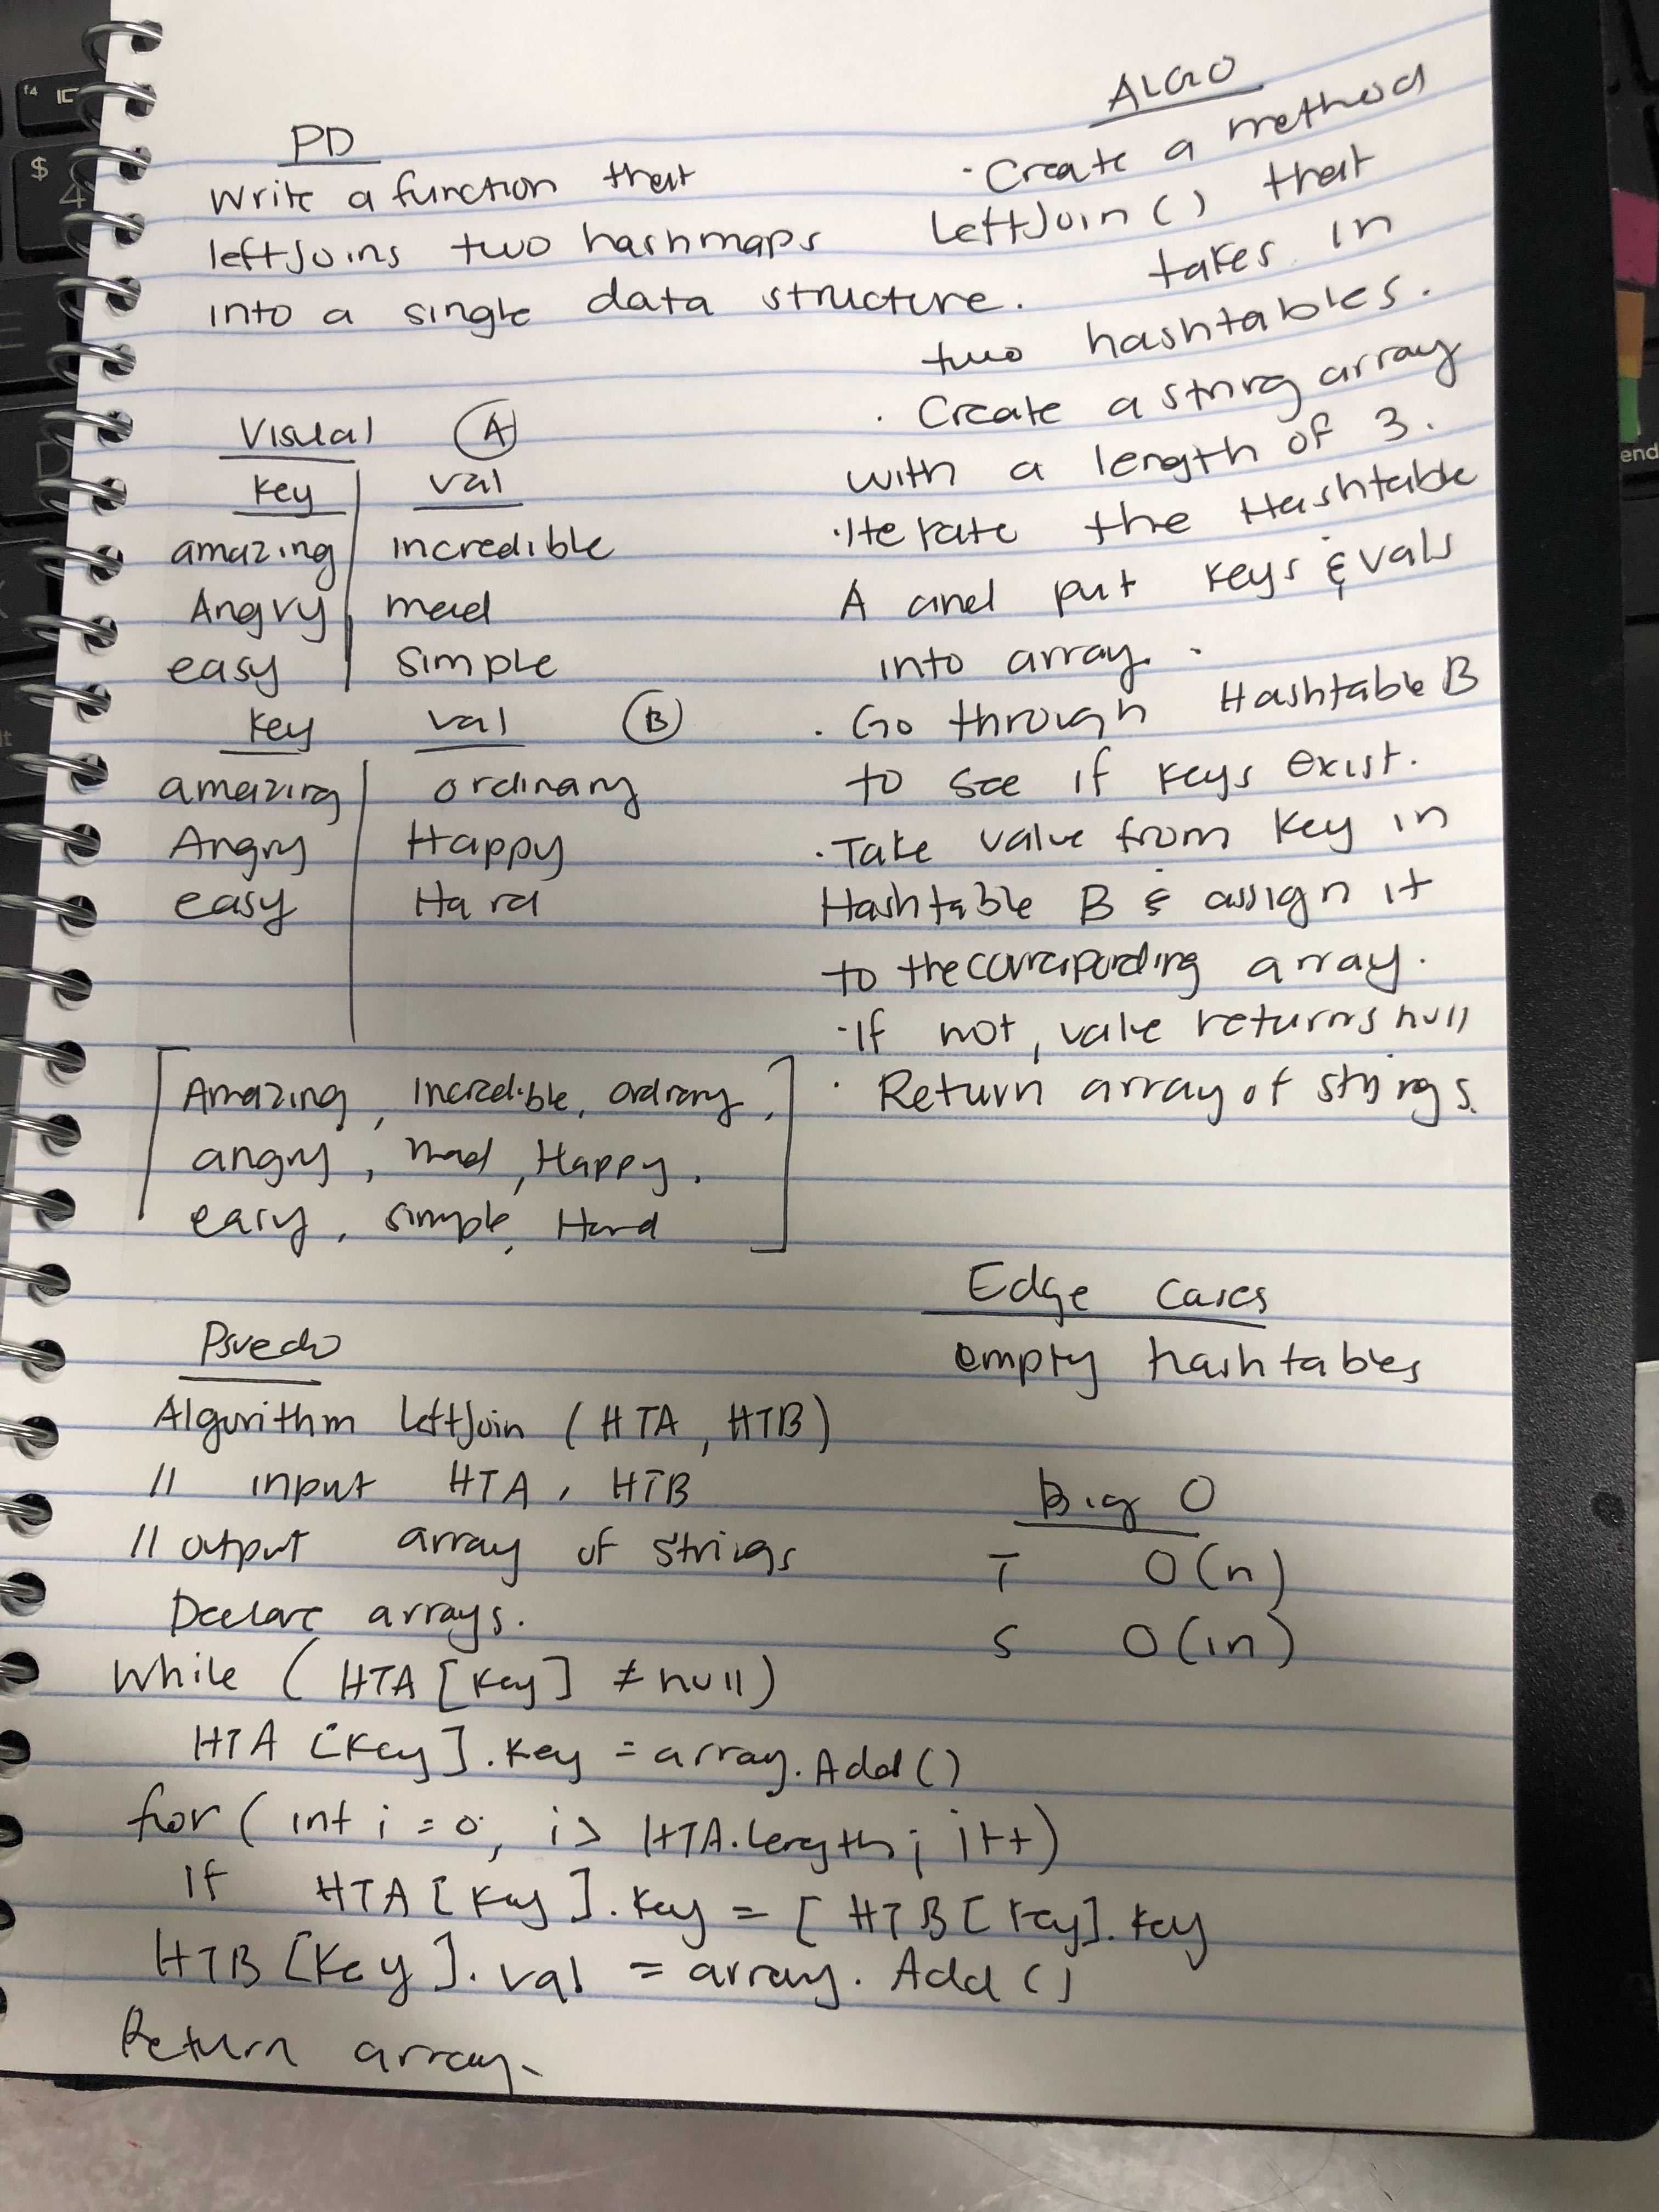 PD
Write a function that
leftJoins two hashmaps
into a single data structure.
Visual (A)
Key val
amazing incredible
Angry mad
easy simple
Key val (B)
amazing ordinary
Angry Happy
easy Hard
[Amazing, Incredible, ordinary,
angry, mad, Happy,
easy, simple, Hard]
Psuedo
Algorithm leftJoin (HTA, HTB)
// input HTA, HTB
// output array of strings
Declare arrays.
While (HTA[Key] ≠ null)
HTA[Key].Key = array.Add()
for (int i = 0; i > HTA.length; i++)
If HTA[Key].Key = [HTB[Key].Key
HTB[Key].val = array.Add()
Return array.
ALGO
· Create a method
LeftJoin() that
takes in
two hashtables.
· Create a string array
with a length of 3.
· Iterate the Hashtable
A and put keys & vals
into array.
· Go through Hashtable B
to see if keys exist.
· Take value from key in
Hashtable B & assign it
to the corresponding array.
· If not, value returns null
· Return array of strings.
Edge Cases
empty hashtables
Big O
T O(n)
S O(n)
$
4
f4
end